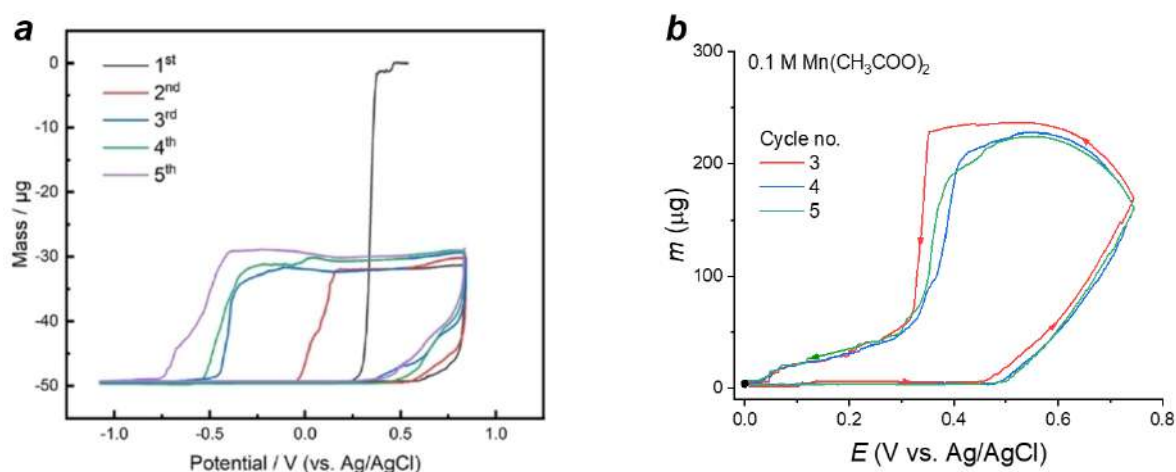 a
Mass / µg
0
-10
-20
-30
-40
-50
1st
2nd
3rd
4th
5th
-1.0 -0.5 0.0 0.5 1.0
Potential / V (vs. Ag/AgCl)
b
0.1 M Mn(CH₃COO)₂
m (µg)
300
200
100
0
Cycle no.
3
4
5
0.0 0.2 0.4 0.6 0.8
E (V vs. Ag/AgCl)